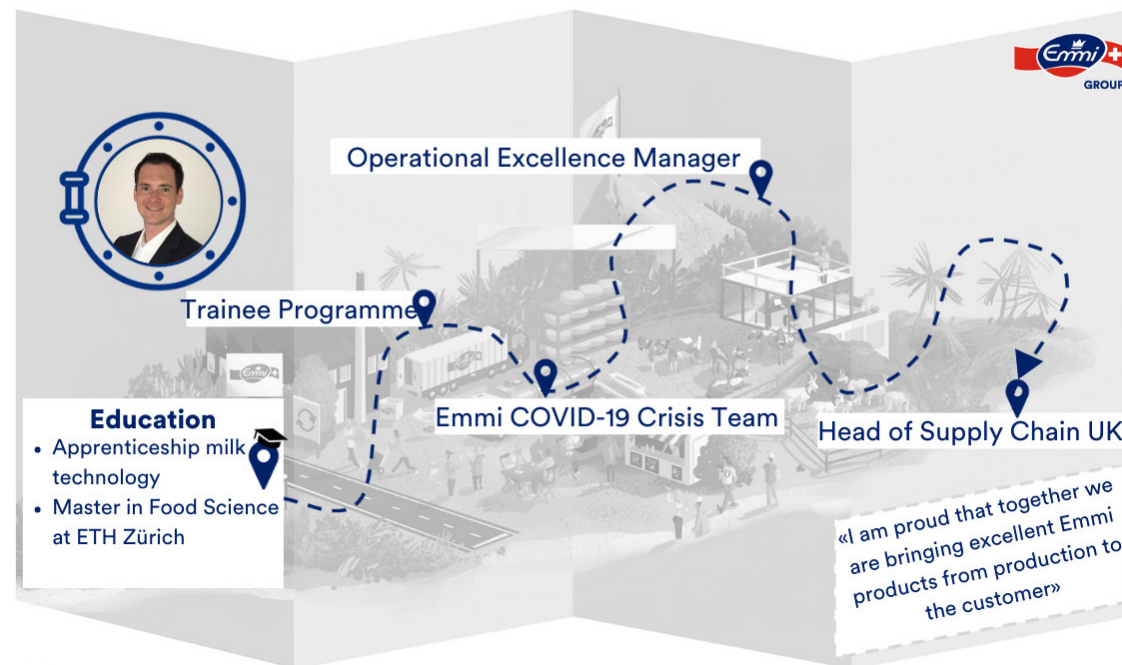 Emmi
GROUP
Operational Excellence Manager
Trainee Programme
Emmi
Education
• Apprenticeship milk
technology
• Master in Food Science
at ETH Zürich
Emmi COVID-19 Crisis Team
Head of Supply Chain UK
«I am proud that together we
are bringing excellent Emmi
products from production to
the customer»